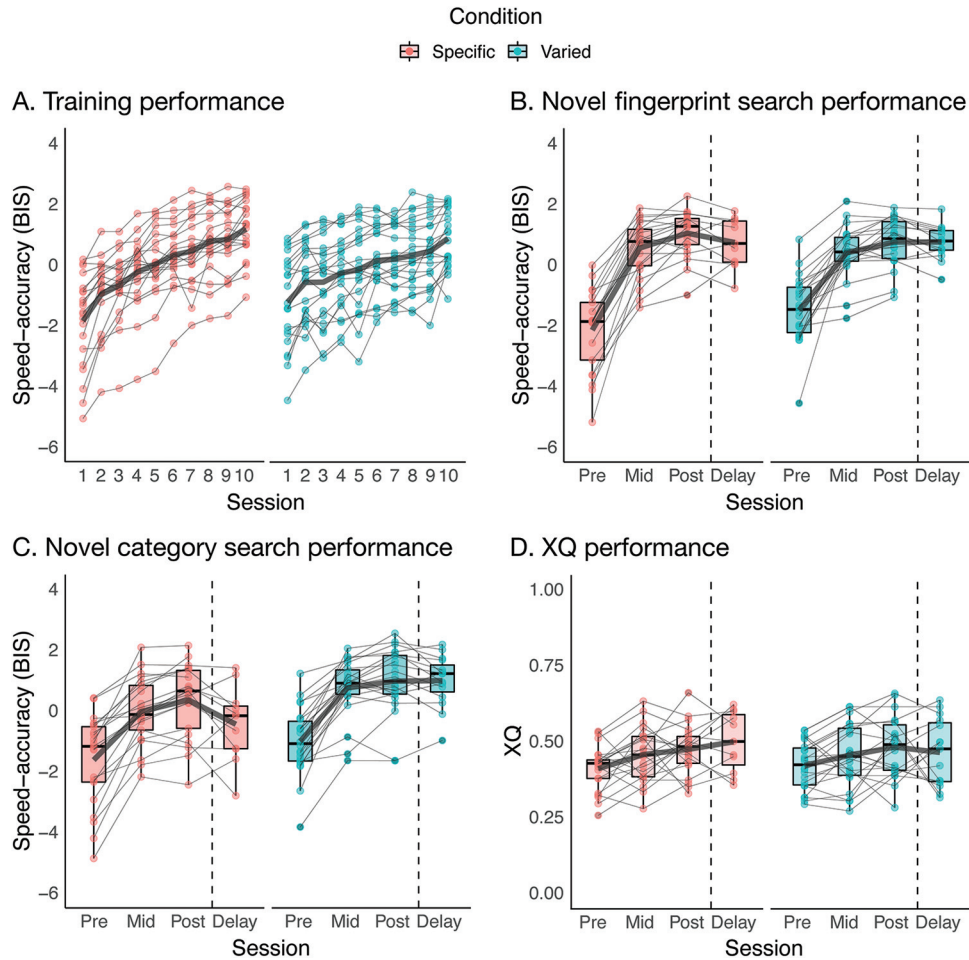 Condition
Specific Varied
A. Training performance
B. Novel fingerprint search performance
Speed–accuracy (BIS)
4
2
0
−2
−4
−6
1 2 3 4 5 6 7 8 9 10
1 2 3 4 5 6 7 8 9 10
Session
Speed–accuracy (BIS)
4
2
0
−2
−4
−6
Pre Mid Post Delay
Pre Mid Post Delay
Session
C. Novel category search performance
D. XQ performance
Speed–accuracy (BIS)
4
2
0
−2
−4
−6
Pre Mid Post Delay
Pre Mid Post Delay
Session
XQ
1.00
0.75
0.50
0.25
0.00
Pre Mid Post Delay
Pre Mid Post Delay
Session